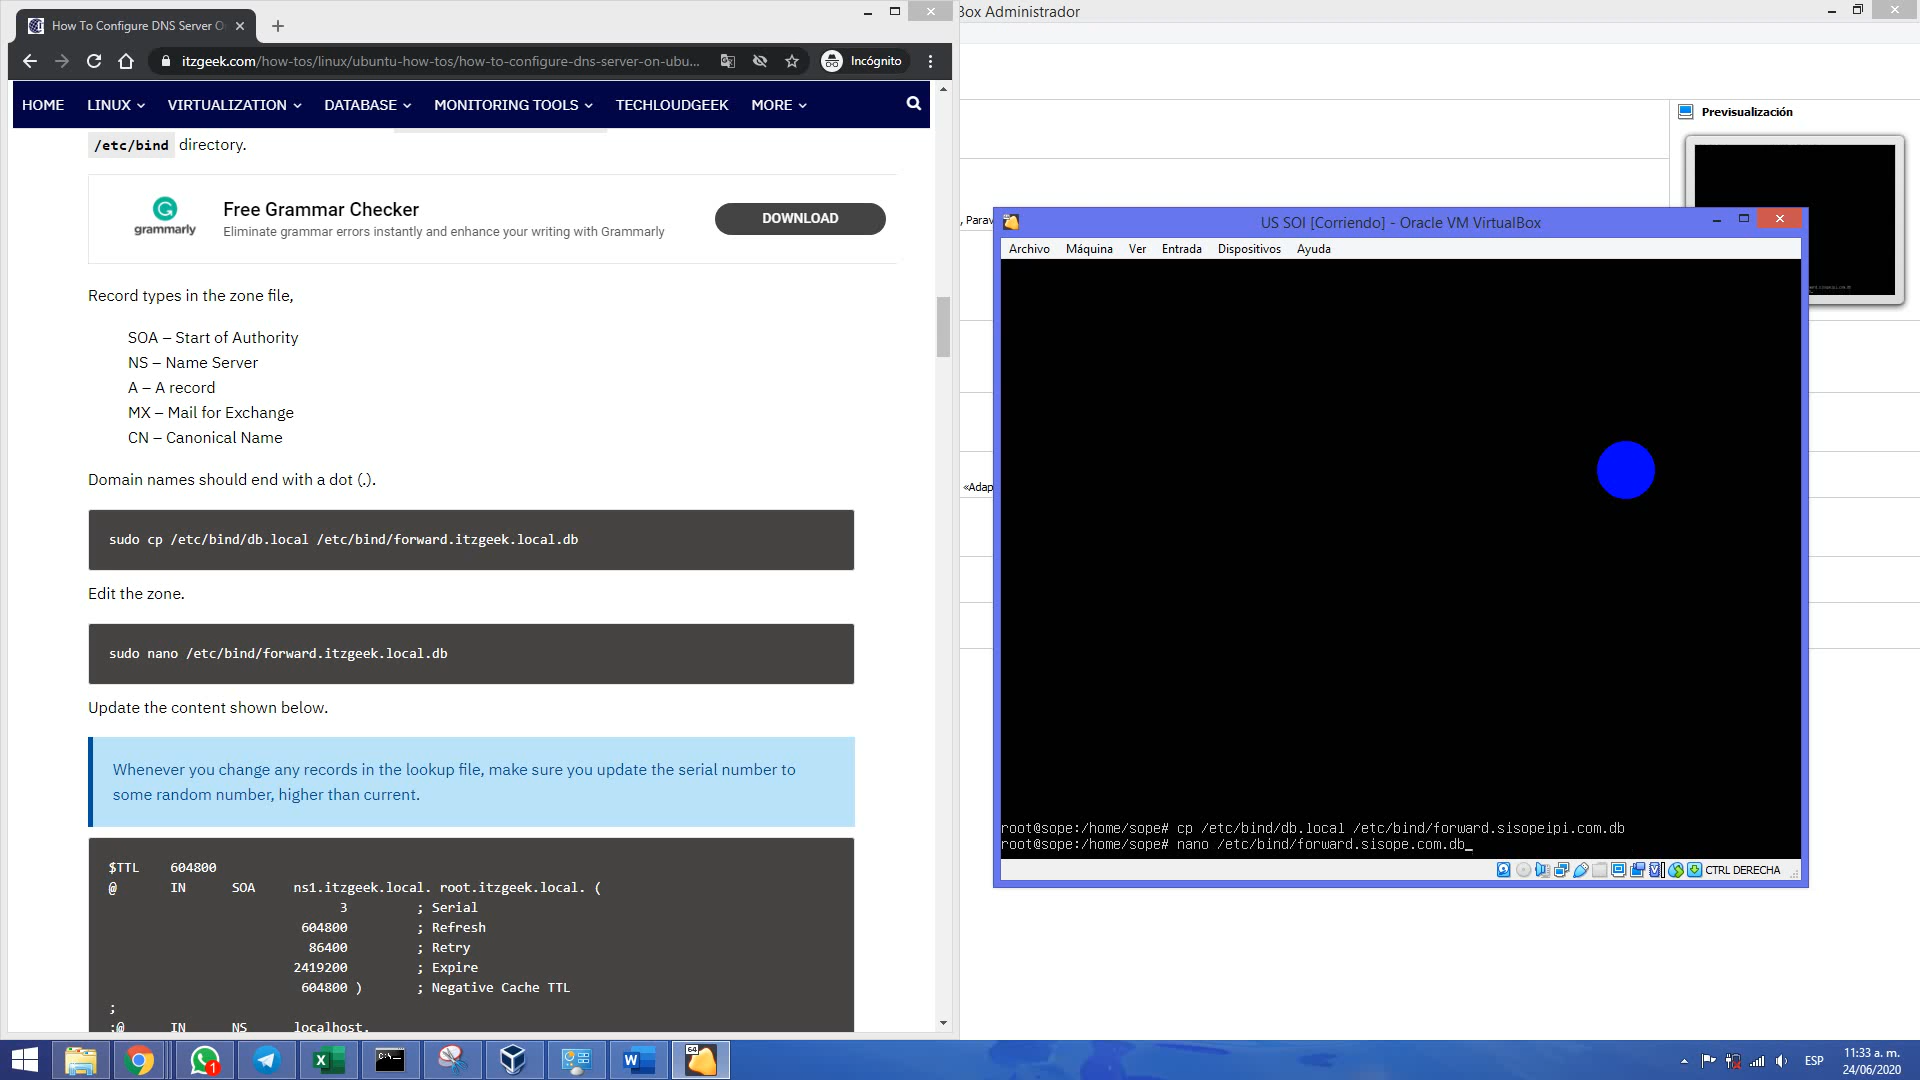 How To Configure DNS Server O
itzgeek.com/how-tos/linux/ubuntu-how-tos/how-to-configure-dns-server-on-ubu...
Incógnito
HOME LINUX VIRTUALIZATION DATABASE MONITORING TOOLS TECHLOUDGEEK MORE
/etc/bind directory.
grammarly
Free Grammar Checker
Eliminate grammar errors instantly and enhance your writing with Grammarly
DOWNLOAD
Record types in the zone file,
SOA – Start of Authority
NS – Name Server
A – A record
MX – Mail for Exchange
CN – Canonical Name
Domain names should end with a dot (.).
sudo cp /etc/bind/db.local /etc/bind/forward.itzgeek.local.db
Edit the zone.
sudo nano /etc/bind/forward.itzgeek.local.db
Update the content shown below.
Whenever you change any records in the lookup file, make sure you update the serial number to
some random number, higher than current.
$TTL 604800
@ IN SOA ns1.itzgeek.local. root.itzgeek.local. (
3 ; Serial
604800 ; Refresh
86400 ; Retry
2419200 ; Expire
604800 ) ; Negative Cache TTL
;
;@ IN NS localhost.
Box Administrador
Previsualización
, Parav
«Adap
US SOI [Corriendo] - Oracle VM VirtualBox
Archivo Máquina Ver Entrada Dispositivos Ayuda
root@sope:/home/sope# cp /etc/bind/db.local /etc/bind/forward.sisopeipi.com.db
root@sope:/home/sope# nano /etc/bind/forward.sisope.com.db_
CTRL DERECHA
1
64
ESP
11:33 a. m.
24/06/2020